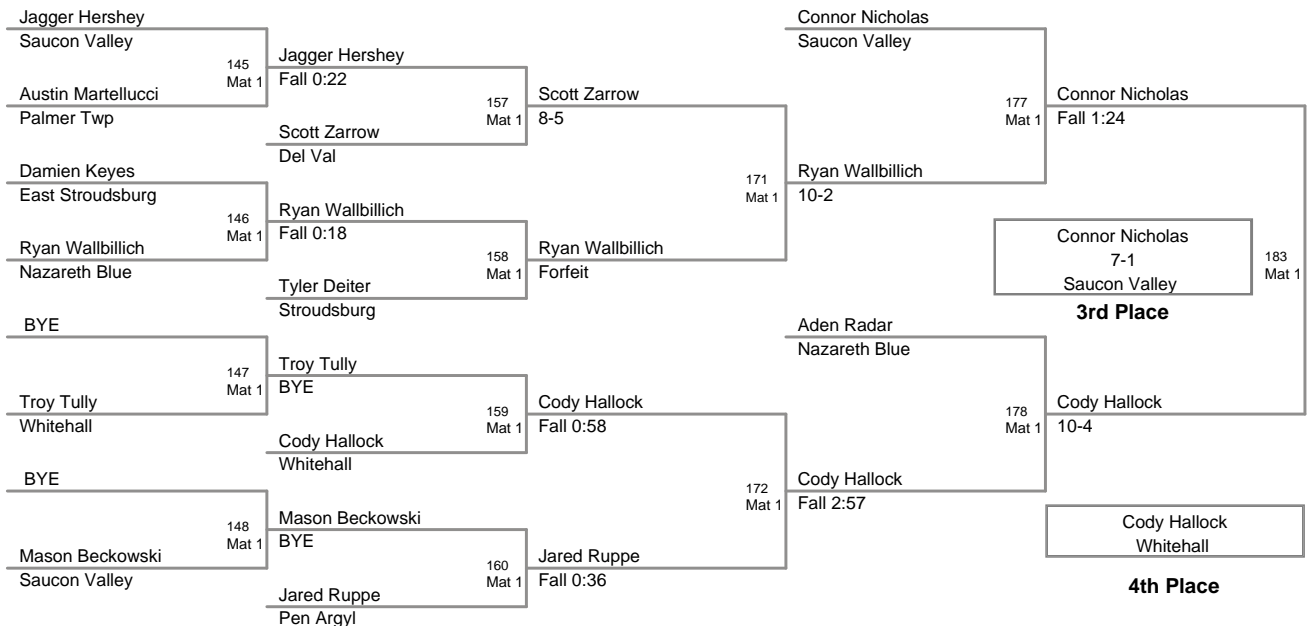 Jagger Hershey
Saucon Valley
145
Mat 1
Austin Martellucci
Palmer Twp
Jagger Hershey
Fall 0:22
157
Mat 1
Scott Zarrow
Del Val
Scott Zarrow
8-5
Damien Keyes
East Stroudsburg
146
Mat 1
Ryan Wallbillich
Nazareth Blue
Ryan Wallbillich
Fall 0:18
158
Mat 1
Tyler Deiter
Stroudsburg
Ryan Wallbillich
Forfeit
171
Mat 1
Connor Nicholas
Saucon Valley
177
Mat 1
Ryan Wallbillich
10-2
Connor Nicholas
Fall 1:24
Connor Nicholas
7-1
Saucon Valley
3rd Place
183
Mat 1
BYE
147
Mat 1
Troy Tully
Whitehall
Troy Tully
BYE
159
Mat 1
Cody Hallock
Whitehall
Cody Hallock
Fall 0:58
BYE
148
Mat 1
Mason Beckowski
Saucon Valley
Mason Beckowski
BYE
160
Mat 1
Jared Ruppe
Pen Argyl
Jared Ruppe
Fall 0:36
172
Mat 1
Aden Radar
Nazareth Blue
178
Mat 1
Cody Hallock
Fall 2:57
Cody Hallock
10-4
Cody Hallock
Whitehall
4th Place